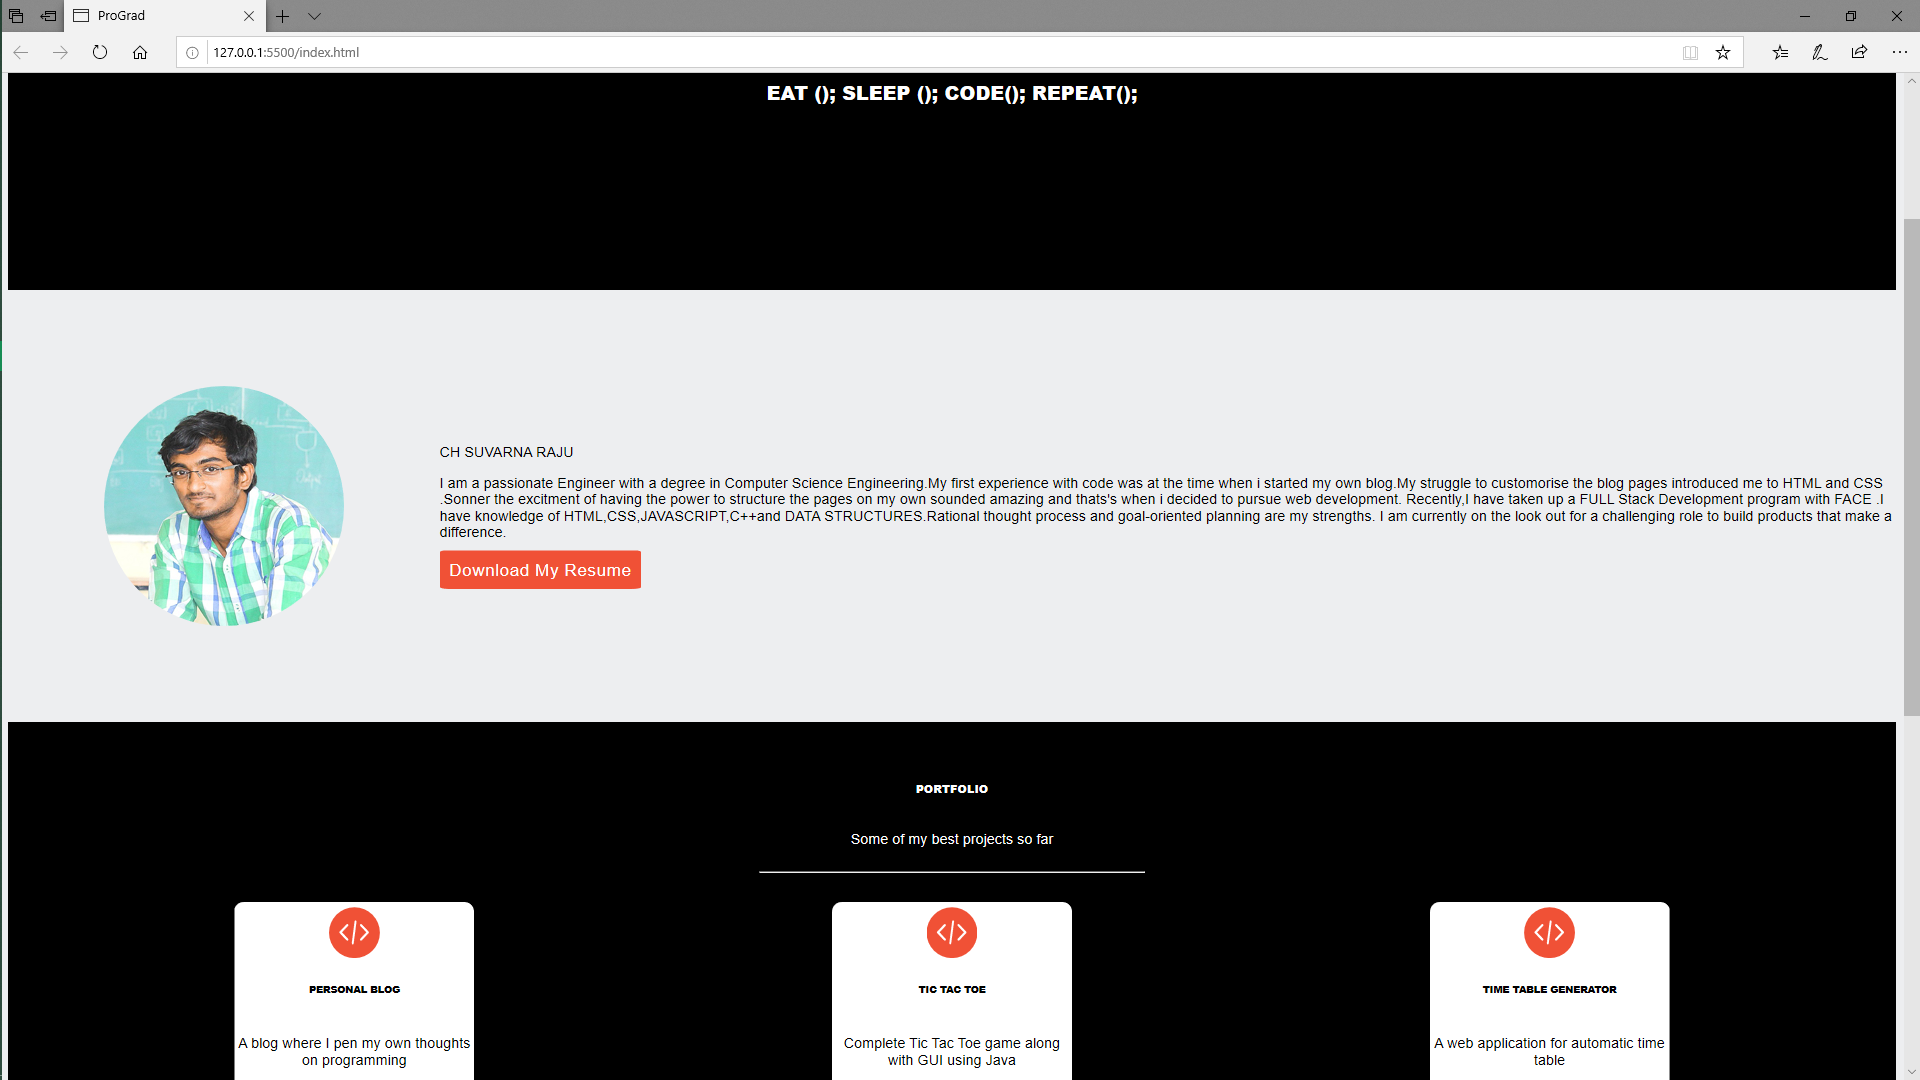 ProGrad
127.0.0.1:5500/index.html
EAT (); SLEEP (); CODE(); REPEAT();
CH SUVARNA RAJU
I am a passionate Engineer with a degree in Computer Science Engineering.My first experience with code was at the time when i started my own blog.My struggle to customorise the blog pages introduced me to HTML and CSS
.Sonner the excitment of having the power to structure the pages on my own sounded amazing and thats's when i decided to pursue web development. Recently,I have taken up a FULL Stack Development program with FACE .I
have knowledge of HTML,CSS,JAVASCRIPT,C++and DATA STRUCTURES.Rational thought process and goal-oriented planning are my strengths. I am currently on the look out for a challenging role to build products that make a
difference.
Download My Resume
PORTFOLIO
Some of my best projects so far
PERSONAL BLOG
A blog where I pen my own thoughts
on programming
TIC TAC TOE
Complete Tic Tac Toe game along
with GUI using Java
TIME TABLE GENERATOR
A web application for automatic time
table